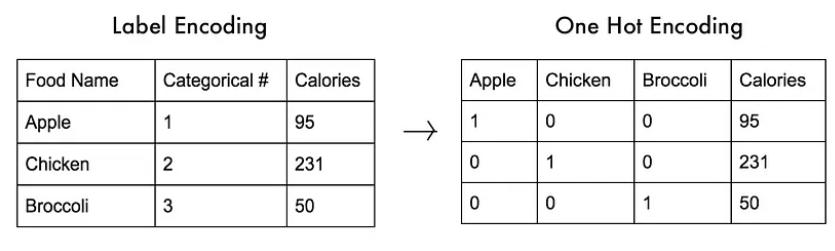 Label Encoding
Food Name Categorical # Calories
Apple 1 95
Chicken 2 231
Broccoli 3 50
→
One Hot Encoding
Apple Chicken Broccoli Calories
1 0 0 95
0 1 0 231
0 0 1 50